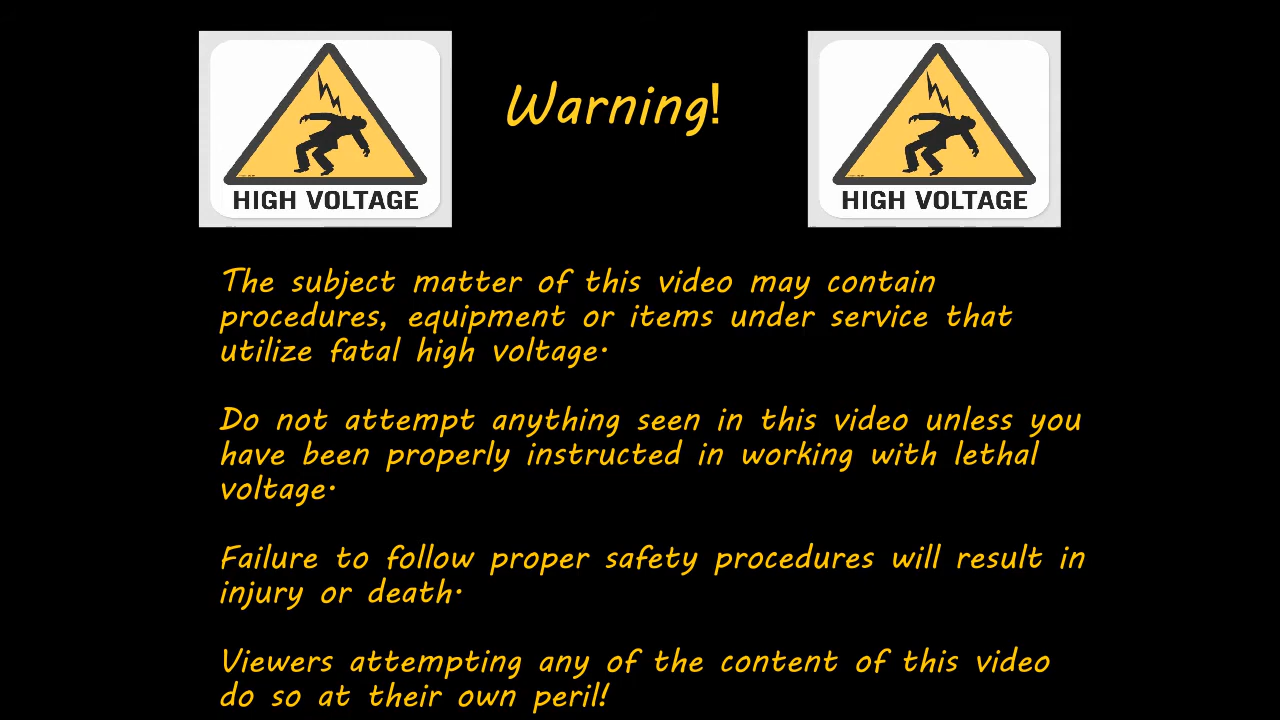 Warning!
HIGH VOLTAGE
HIGH VOLTAGE
The subject matter of this video may contain
procedures, equipment or items under service that
utilize fatal high voltage.
Do not attempt anything seen in this video unless you
have been properly instructed in working with lethal
voltage.
Failure to follow proper safety procedures will result in
injury or death.
Viewers attempting any of the content of this video
do so at their own peril!